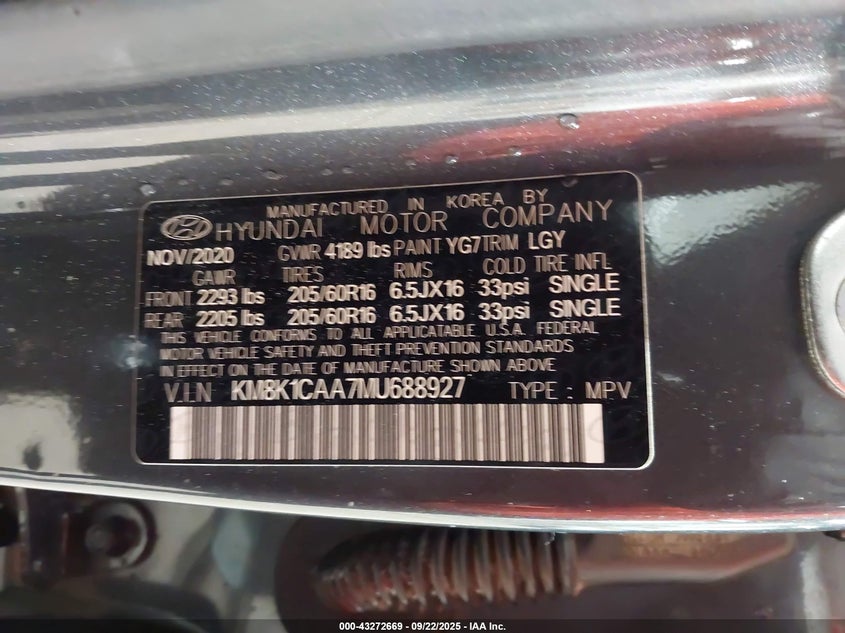 MANUFACTURED IN KOREA BY
HYUNDAI MOTOR COMPANY
NOV/2020 GVWR 4189 lbs PAINT YG7 TRIM LGY
GAWR TIRES RIMS COLD TIRE INFL
FRONT 2293 lbs 205/60R16 6.5JX16 33psi SINGLE
REAR 2205 lbs 205/60R16 6.5JX16 33psi SINGLE
THIS VEHICLE CONFORMS TO ALL APPLICATABLE U.S.A. FEDERAL
MOTOR VEHICLE SAFETY AND THEFT PREVENTION STANDARDS
IN EFFECT ON THE DATE OF MANUFACTURE SHOWN ABOVE
V.I.N KM8K1CAA7MU688927 TYPE : MPV
000-43272669 - 09/22/2025 - IAA Inc.